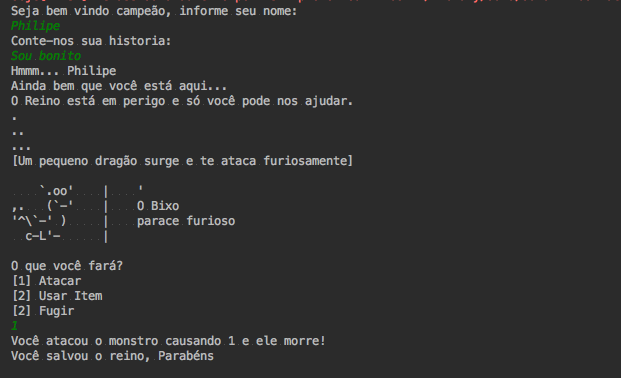 Seja bem vindo campeão, informe seu nome:
Philipe
Conte-nos sua historia:
Sou bonito
Hmmm... Philipe
Ainda bem que você está aqui...
O Reino está em perigo e só você pode nos ajudar.
.
..
...
[Um pequeno dragão surge e te ataca furiosamente]
    `.oo'    |    '
,.   (`-'    |    O Bixo
'^\`-' )     |    parace furioso
  c-L'-      |
O que você fará?
[1] Atacar
[2] Usar Item
[2] Fugir
1
Você atacou o monstro causando 1 e ele morre!
Você salvou o reino, Parabéns